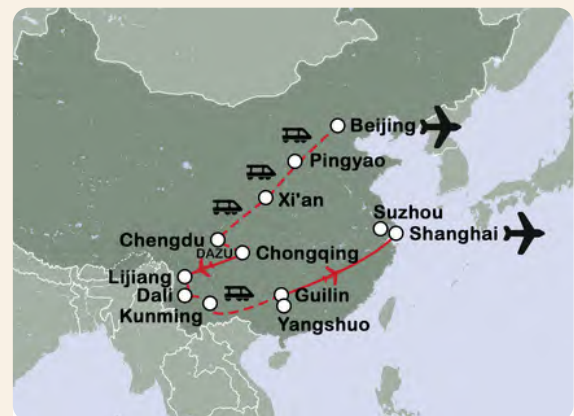 Beijing
Pingyao
Xi'an
Suzhou
Shanghai
Chengdu
DAZU
Chongqing
Lijiang
Dali
Kunming
Guilin
Yangshuo